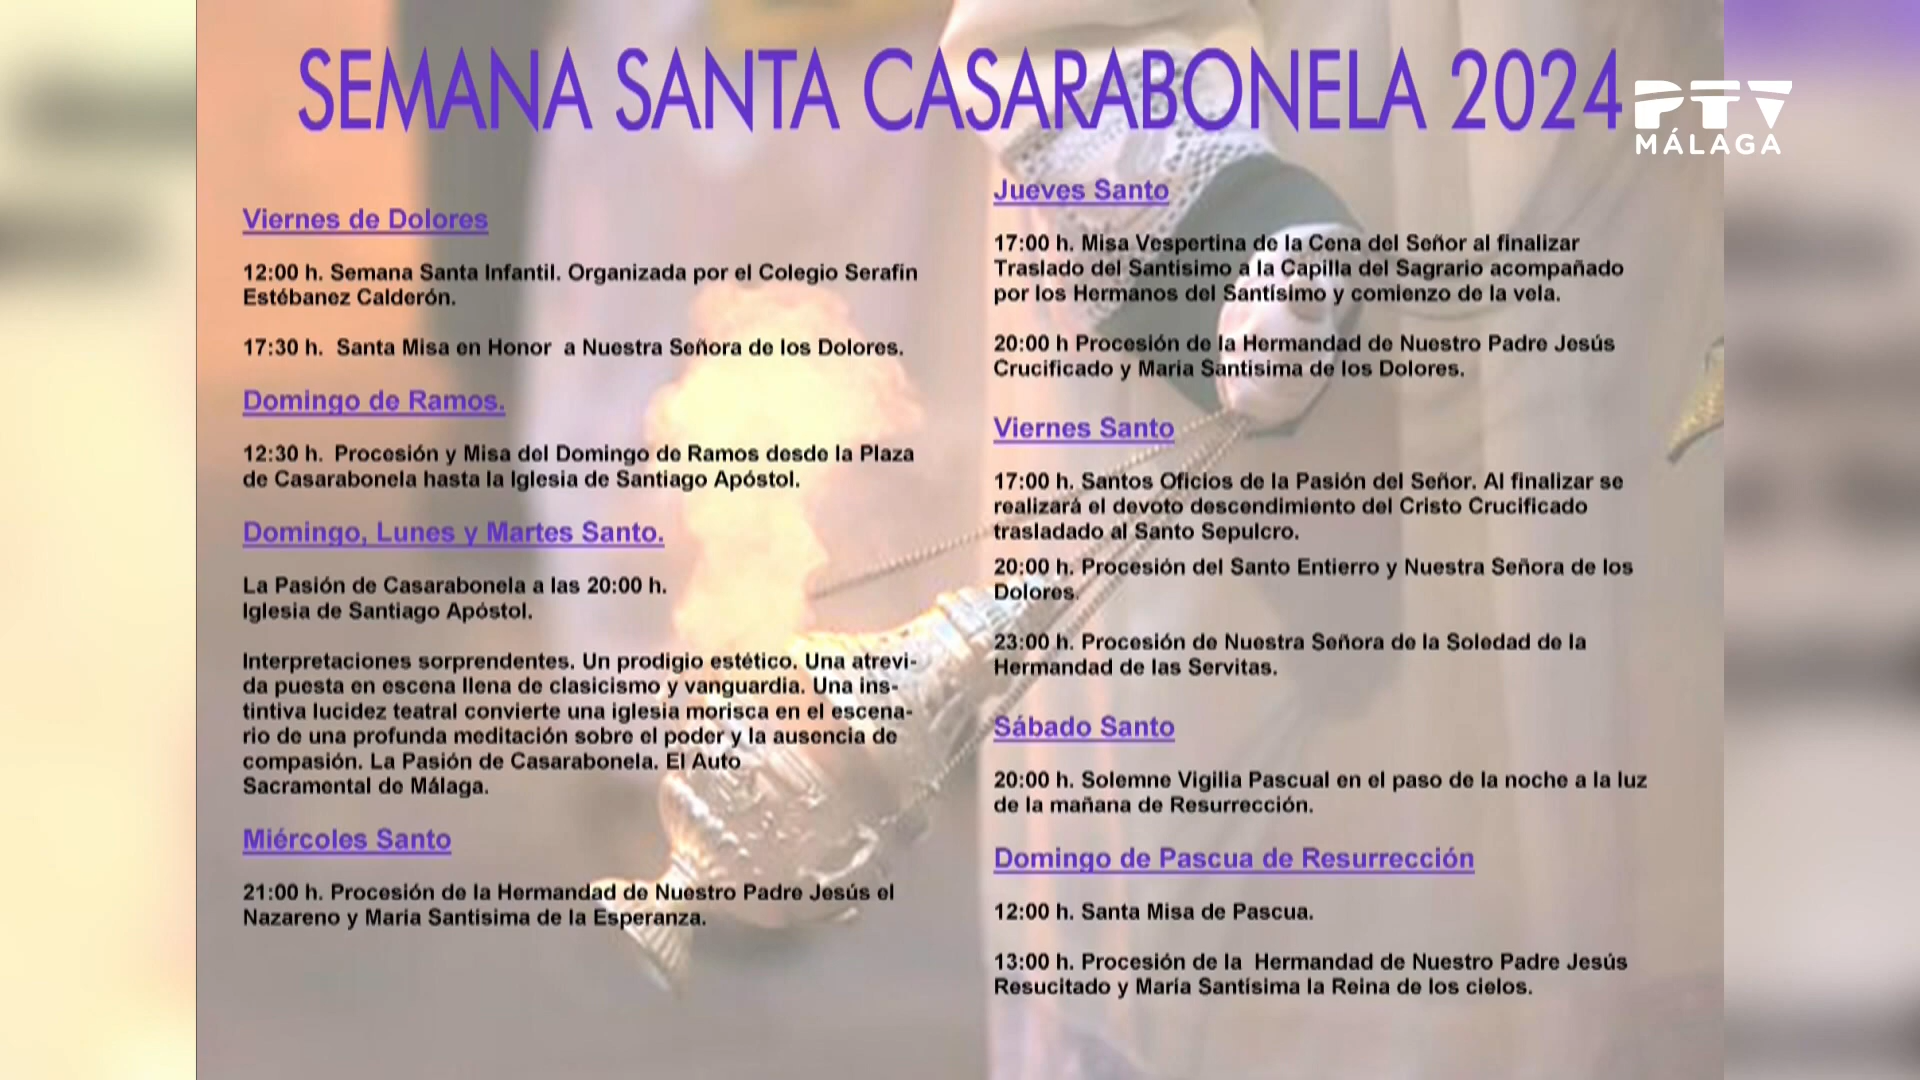 SEMANA SANTA CASARABONELA 2024
PTV
MÁLAGA
Viernes de Dolores
12:00 h. Semana Santa Infantil. Organizada por el Colegio Serafin
Estébanez Calderón.
17:30 h. Santa Misa en Honor a Nuestra Señora de los Dolores.
Domingo de Ramos.
12:30 h. Procesión y Misa del Domingo de Ramos desde la Plaza
de Casarabonela hasta la Iglesia de Santiago Apóstol.
Domingo, Lunes y Martes Santo.
La Pasión de Casarabonela a las 20:00 h.
Iglesia de Santiago Apóstol.
Interpretaciones sorprendentes. Un prodigio estético. Una atrevi-
da puesta en escena llena de clasicismo y vanguardia. Una ins-
tintiva lucidez teatral convierte una iglesia morisca en el escena-
rio de una profunda meditación sobre el poder y la ausencia de
compasión. La Pasión de Casarabonela. El Auto
Sacramental de Málaga.
Miércoles Santo
21:00 h. Procesión de la Hermandad de Nuestro Padre Jesús el
Nazareno y Maria Santísima de la Esperanza.
Jueves Santo
17:00 h. Misa Vespertina de la Cena del Señor al finalizar
Traslado del Santísimo a la Capilla del Sagrario acompañado
por los Hermanos del Santísimo y comienzo de la vela.
20:00 h Procesión de la Hermandad de Nuestro Padre Jesús
Crucificado y Maria Santisima de los Dolores.
Viernes Santo
17:00 h. Santos Oficios de la Pasión del Señor. Al finalizar se
realizará el devoto descendimiento del Cristo Crucificado
trasladado al Santo Sepulcro.
20:00 h. Procesión del Santo Entierro y Nuestra Señora de los
Dolores.
23:00 h. Procesión de Nuestra Señora de la Soledad de la
Hermandad de las Servitas.
Sábado Santo
20:00 h. Solemne Vigilia Pascual en el paso de la noche a la luz
de la mañana de Resurrección.
Domingo de Pascua de Resurrección
12:00 h. Santa Misa de Pascua.
13:00 h. Procesión de la Hermandad de Nuestro Padre Jesús
Resucitado y María Santísima la Reina de los cielos.